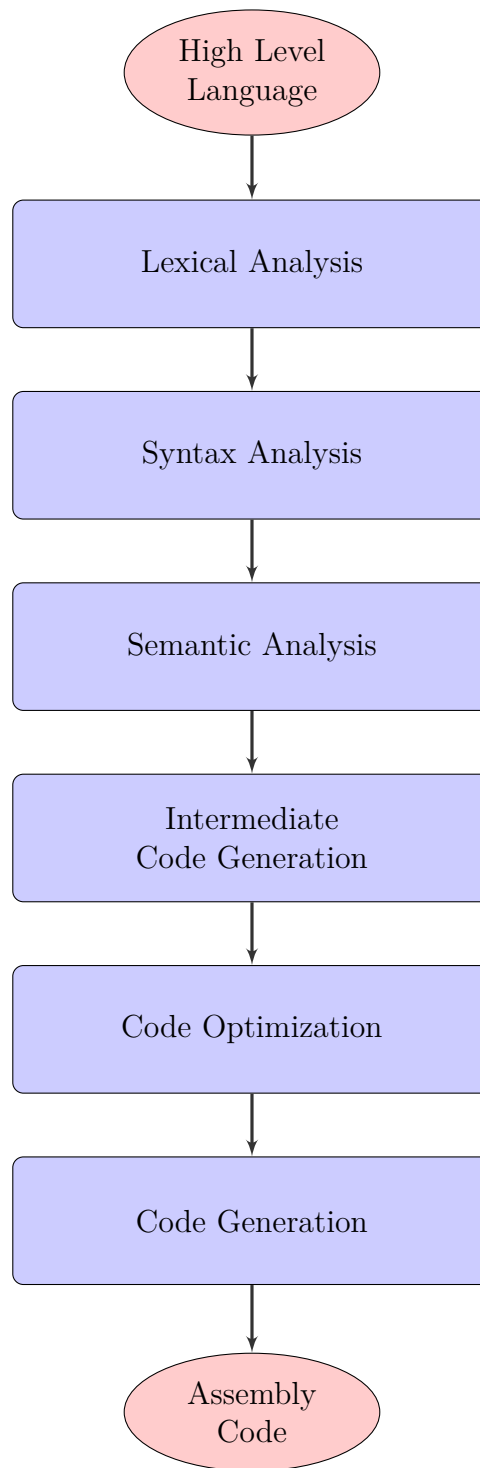 High Level
Language
Lexical Analysis
Syntax Analysis
Semantic Analysis
Intermediate
Code Generation
Code Optimization
Code Generation
Assembly
Code